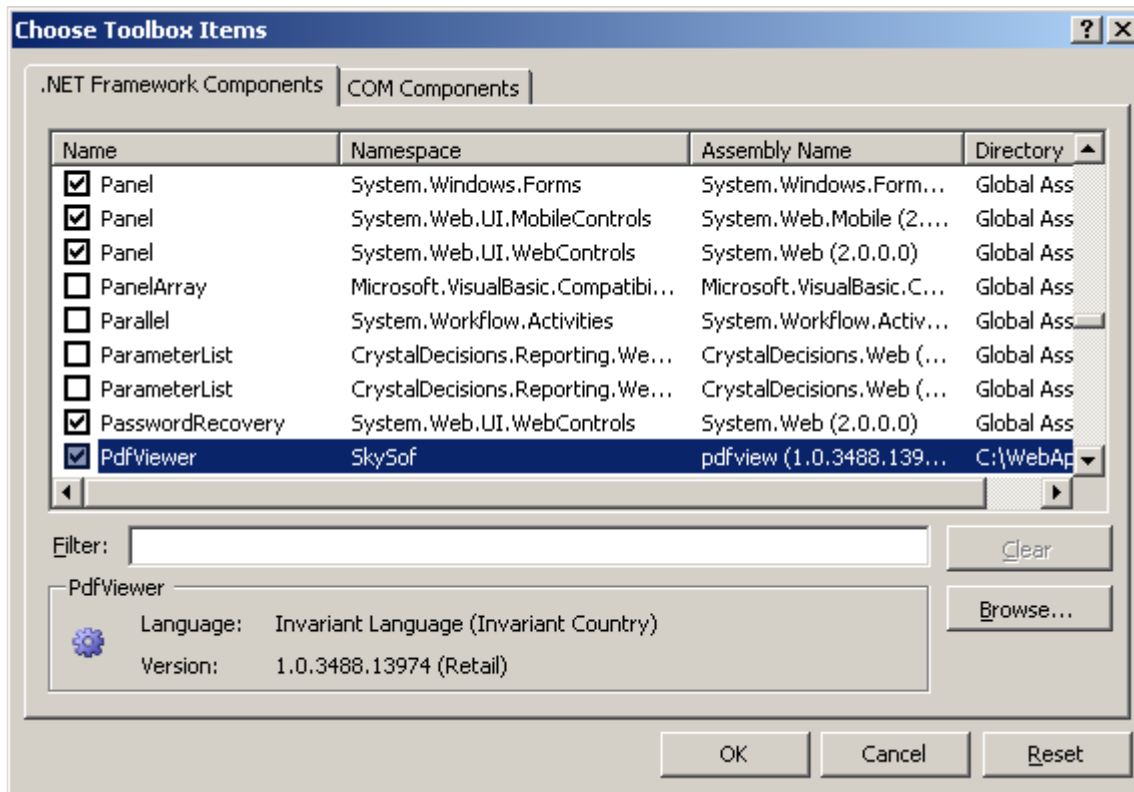 Choose Toolbox Items
.NET Framework Components COM Components
Name Namespace Assembly Name Directory
Panel System.Windows.Forms System.Windows.Form... Global Ass
Panel System.Web.UI.MobileControls System.Web.Mobile (2.... Global Ass
Panel System.Web.UI.WebControls System.Web (2.0.0.0) Global Ass
PanelArray Microsoft.VisualBasic.Compatibi... Microsoft.VisualBasic.C... Global Ass
Parallel System.Workflow.Activities System.Workflow.Activ... Global Ass
ParameterList CrystalDecisions.Reporting.We... CrystalDecisions.Web (... Global Ass
ParameterList CrystalDecisions.Reporting.We... CrystalDecisions.Web (... Global Ass
PasswordRecovery System.Web.UI.WebControls System.Web (2.0.0.0) Global Ass
PdfViewer SkySof pdfview (1.0.3488.139... C:\WebAp
Filter: Clear
PdfViewer
Browse...
Language: Invariant Language (Invariant Country)
Version: 1.0.3488.13974 (Retail)
OK Cancel Reset